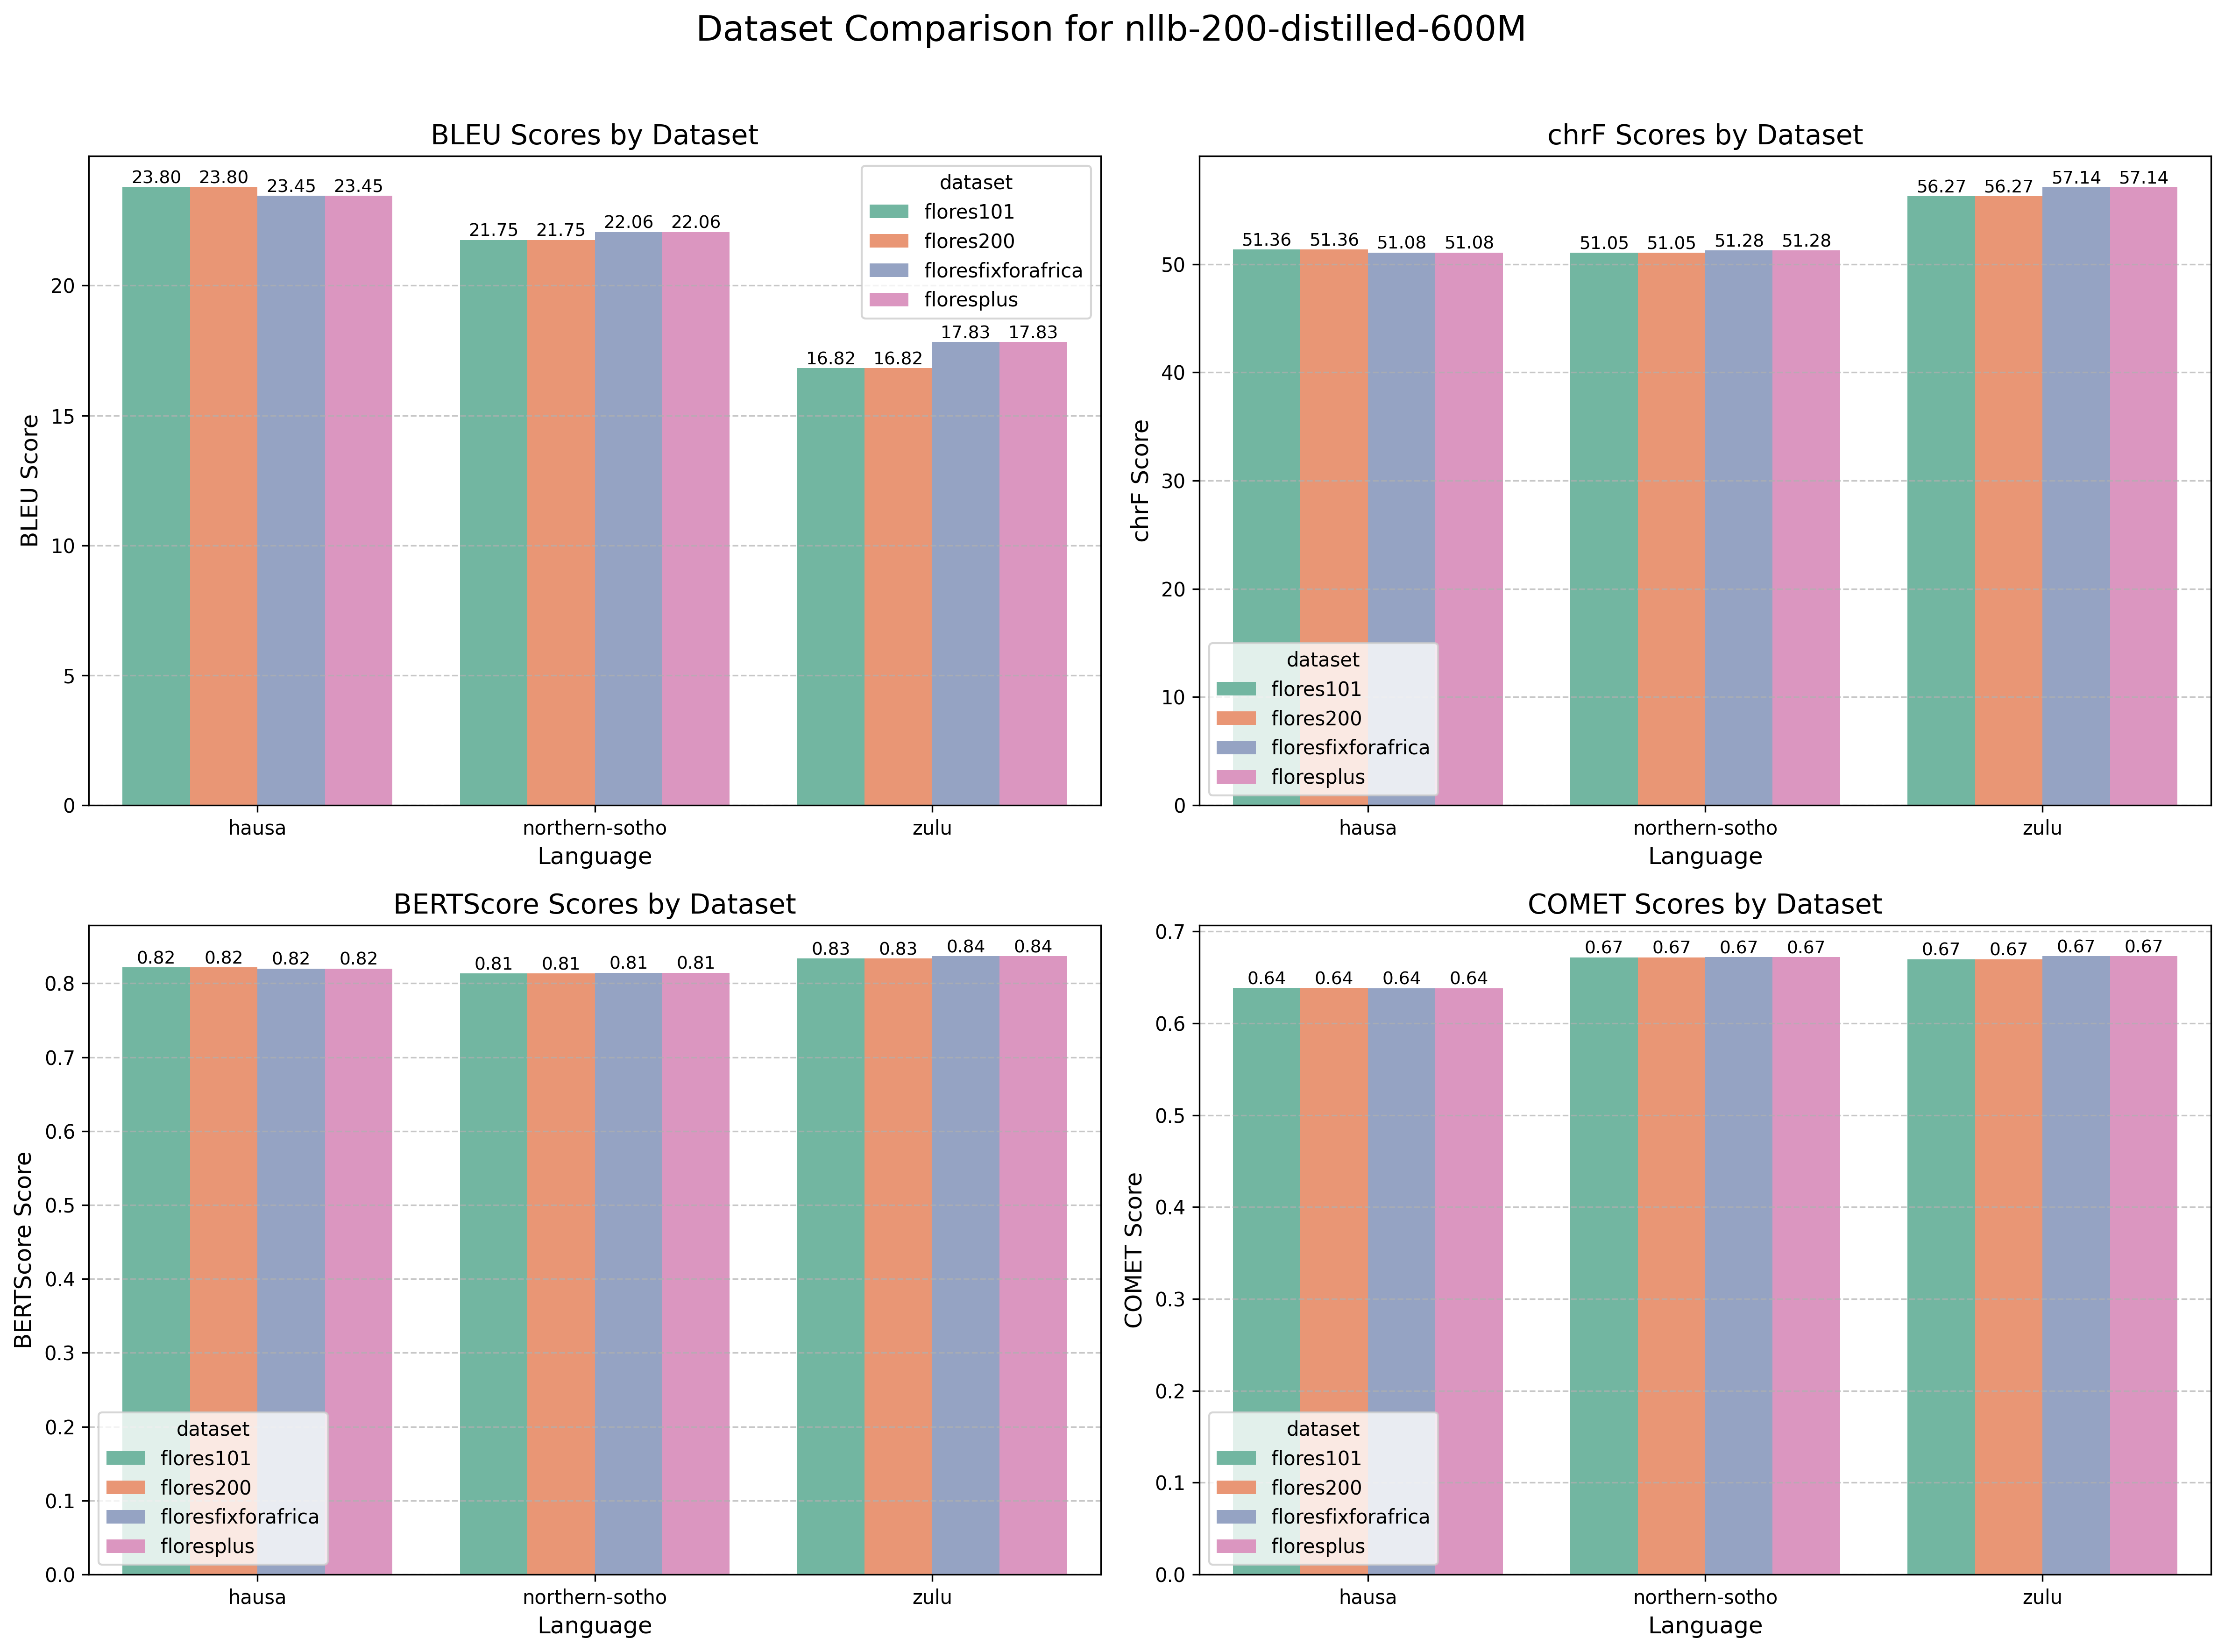 Dataset Comparison for nllb-200-distilled-600M
BLEU Scores by Dataset
BLEU Score
20
15
10
5
0
23.80 23.80 23.45 23.45
21.75 21.75 22.06 22.06
16.82 16.82 17.83 17.83
dataset
flores101
flores200
floresfixforafrica
floresplus
hausa northern-sotho zulu
Language
chrF Scores by Dataset
chrF Score
50
40
30
20
10
0
51.36 51.36 51.08 51.08
51.05 51.05 51.28 51.28
56.27 56.27 57.14 57.14
dataset
flores101
flores200
floresfixforafrica
floresplus
hausa northern-sotho zulu
Language
BERTScore Scores by Dataset
BERTScore Score
0.8
0.7
0.6
0.5
0.4
0.3
0.2
0.1
0.0
0.82 0.82 0.82 0.82
0.81 0.81 0.81 0.81
0.83 0.83 0.84 0.84
dataset
flores101
flores200
floresfixforafrica
floresplus
hausa northern-sotho zulu
Language
COMET Scores by Dataset
COMET Score
0.7
0.6
0.5
0.4
0.3
0.2
0.1
0.0
0.64 0.64 0.64 0.64
0.67 0.67 0.67 0.67
0.67 0.67 0.67 0.67
dataset
flores101
flores200
floresfixforafrica
floresplus
hausa northern-sotho zulu
Language